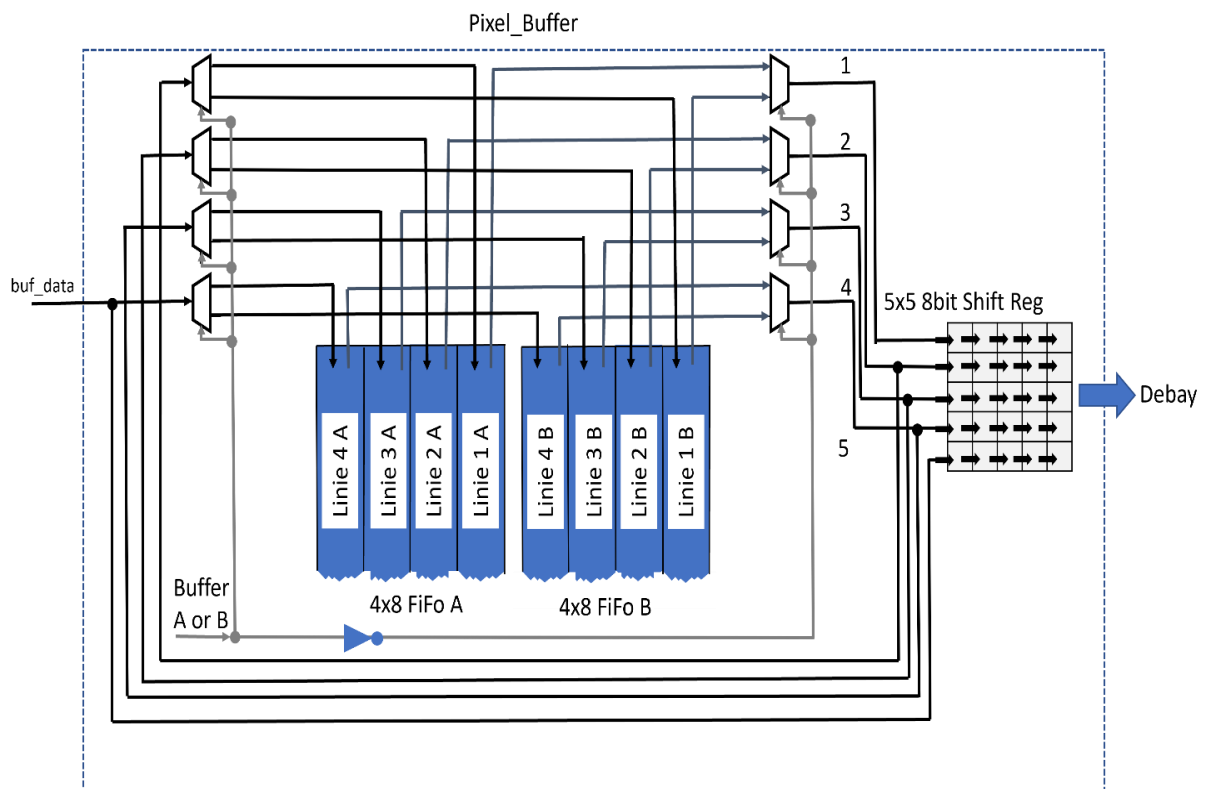 Pixel_Buffer
1
2
3
4
buf_data
5x5 8bit Shift Reg
Debay
5
Linie 4 A
Linie 3 A
Linie 2 A
Linie 1 A
Linie 4 B
Linie 3 B
Linie 2 B
Linie 1 B
Buffer
A or B
4x8 FiFo A
4x8 FiFo B